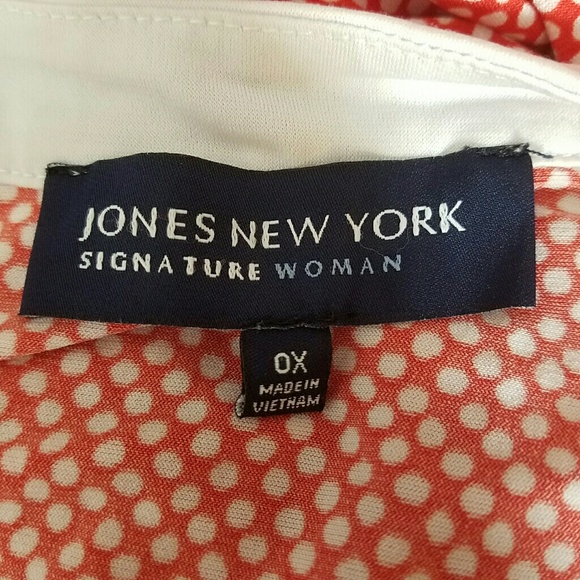 JONES NEW YORK
SIGNATURE WOMAN
0X
MADE IN
VIETNAM